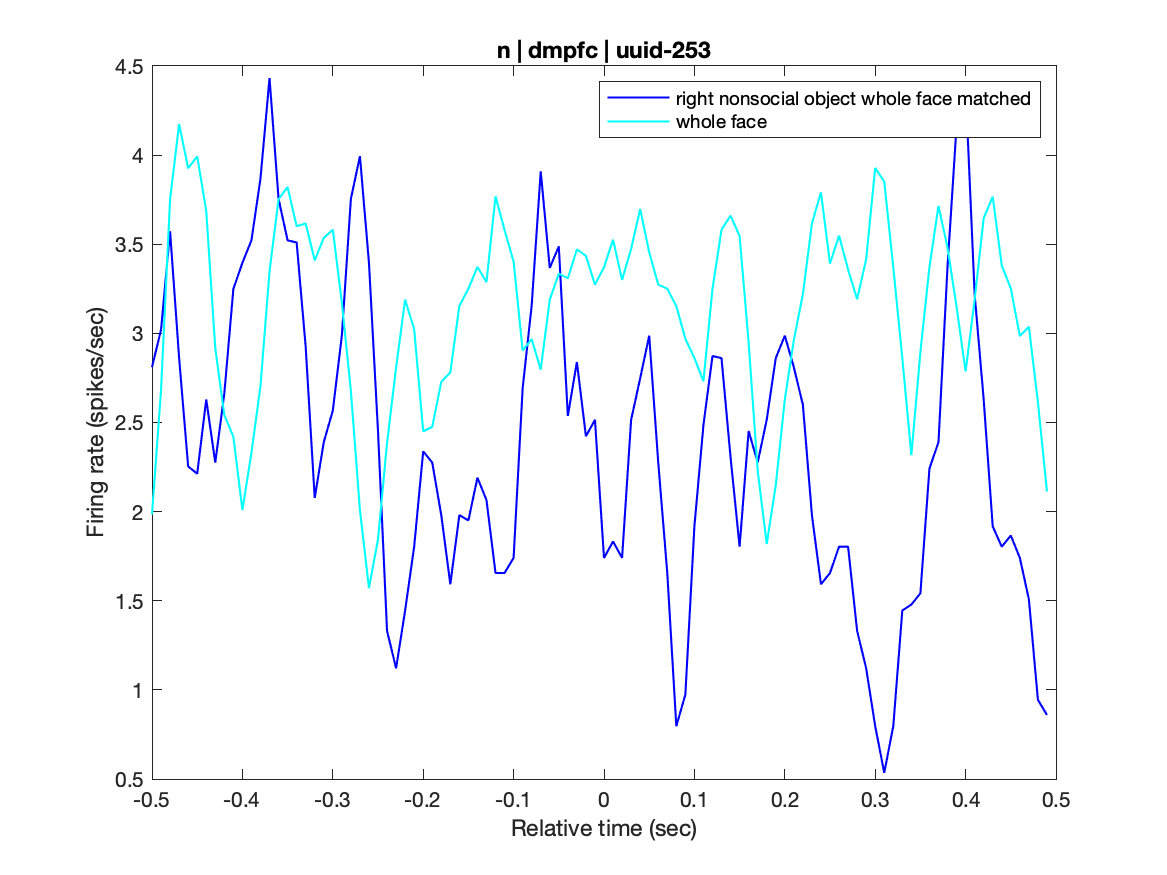 n | dmpfc | uuid-253
right nonsocial object whole face matched
whole face
Firing rate (spikes/sec)
4.5
4
3.5
3
2.5
2
1.5
1
0.5
-0.5 -0.4 -0.3 -0.2 -0.1 0 0.1 0.2 0.3 0.4 0.5
Relative time (sec)